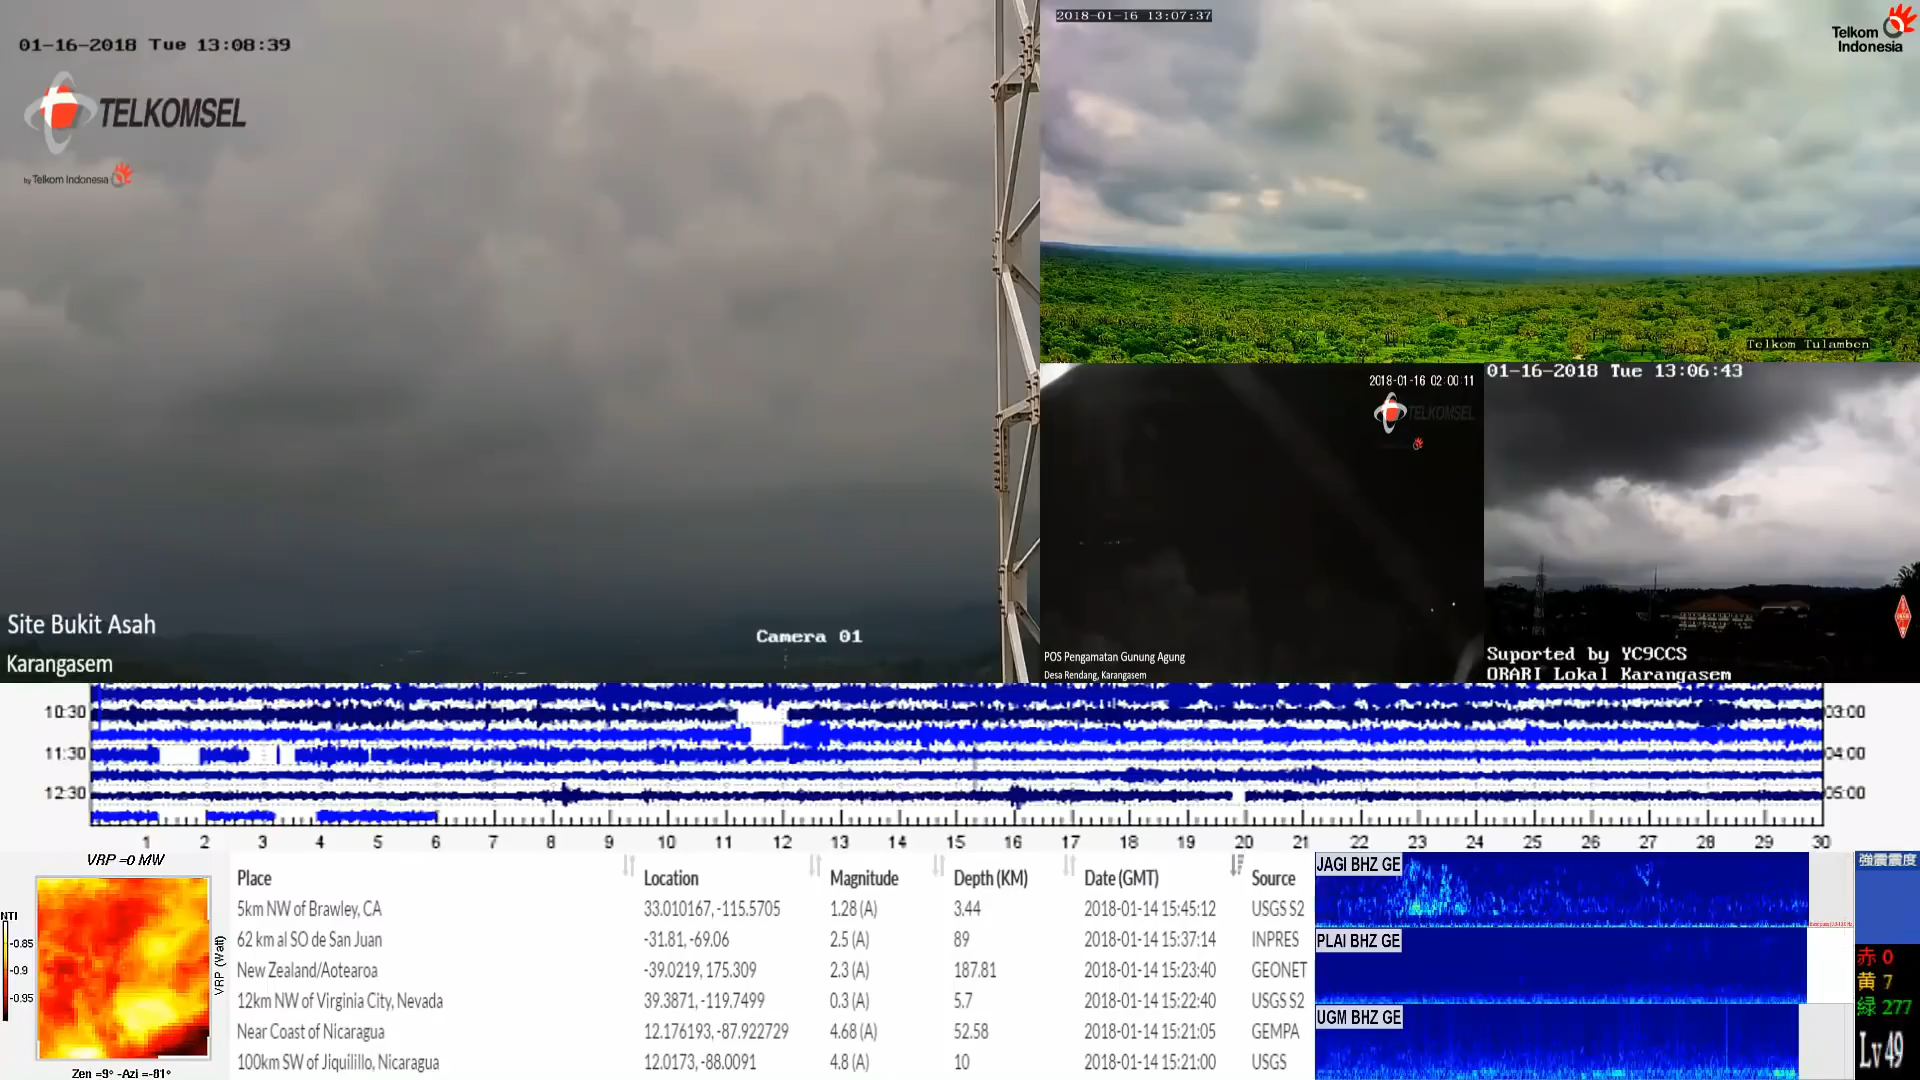 01-16-2018 Tue 13:08:39
TELKOMSEL
by Telkom Indonesia
Site Bukit Asah
Karangasem
Camera 01
2018-01-16 13:07:37
Telkom
Indonesia
Telkom Tulamben
2018-01-16 02:00:11
TELKOMSEL
POS Pengamatan Gunung Agung
Desa Rendang, Karangasem
01-16-2018 Tue 13:06:43
Suported by YC9CCS
ORARI Lokal Karangasem
10:30 03:00
11:30 04:00
12:30 05:00
1 2 3 4 5 6 7 8 9 10 11 12 13 14 15 16 17 18 19 20 21 22 23 24 25 26 27 28 29 30
VRP =0 MW
NTI
-0.85
-0.9
-0.95
VRP (Watt)
Zen =9° -Azi =-81°
Place Location Magnitude Depth (KM) Date (GMT) Source
5km NW of Brawley, CA 33.010167, -115.5705 1.28 (A) 3.44 2018-01-14 15:45:12 USGS S2
62 km al SO de San Juan -31.81, -69.06 2.5 (A) 89 2018-01-14 15:37:14 INPRES
New Zealand/Aotearoa -39.0219, 175.309 2.3 (A) 187.81 2018-01-14 15:23:40 GEONET
12km NW of Virginia City, Nevada 39.3871, -119.7499 0.3 (A) 5.7 2018-01-14 15:22:40 USGS S2
Near Coast of Nicaragua 12.176193, -87.922729 4.68 (A) 52.58 2018-01-14 15:21:05 GEMPA
100km SW of Jiquilillo, Nicaragua 12.0173, -88.0091 4.8 (A) 10 2018-01-14 15:21:00 USGS
JAGI BHZ GE
PLAI BHZ GE
UGM BHZ GE
強震震度
赤 0
黄 7
緑 277
Lv 49